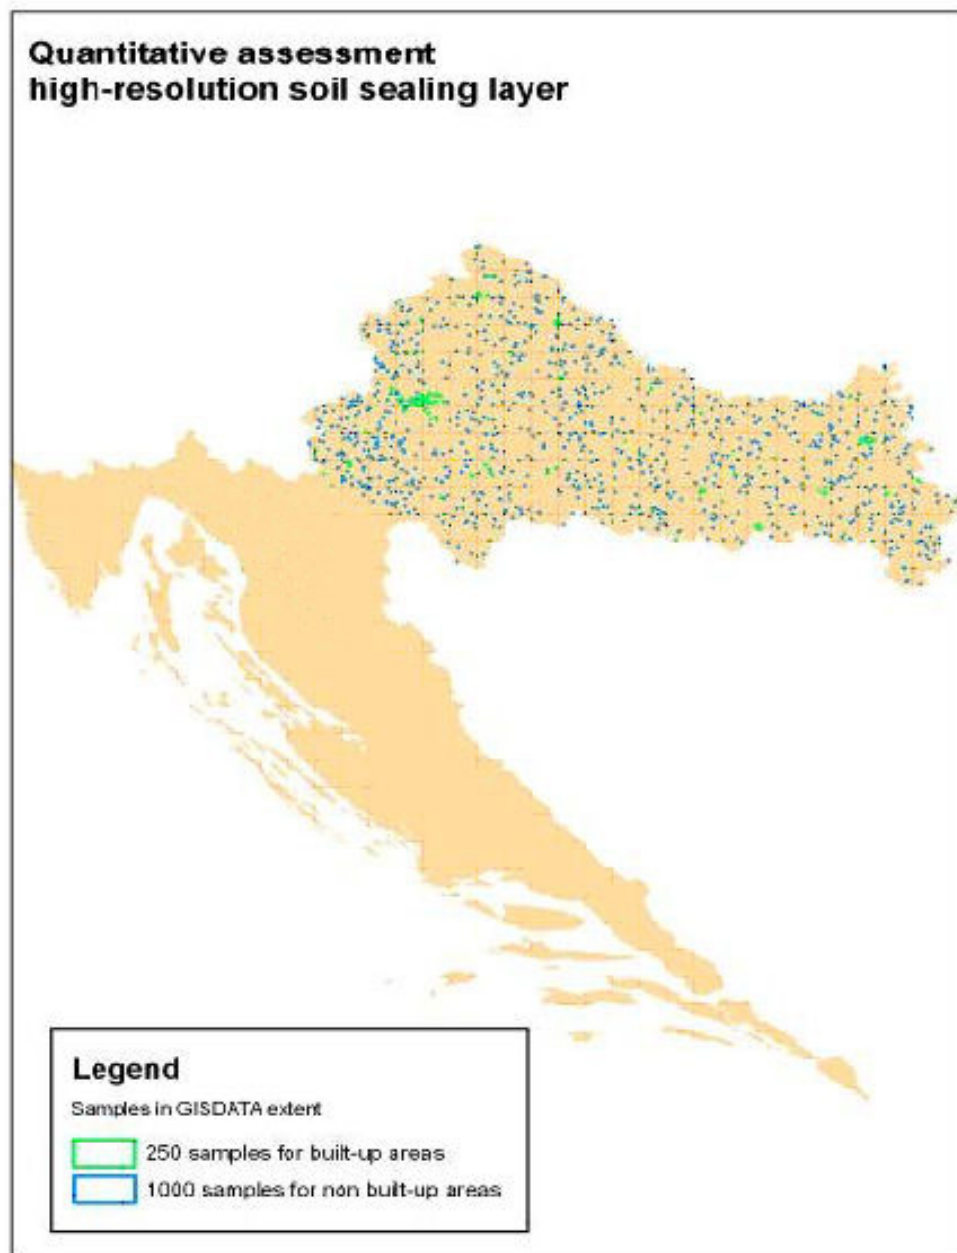 Quantitative assessment
high-resolution soil sealing layer
Legend
Samples in GISDATA extent
250 samples for built-up areas
1000 samples for non built-up areas